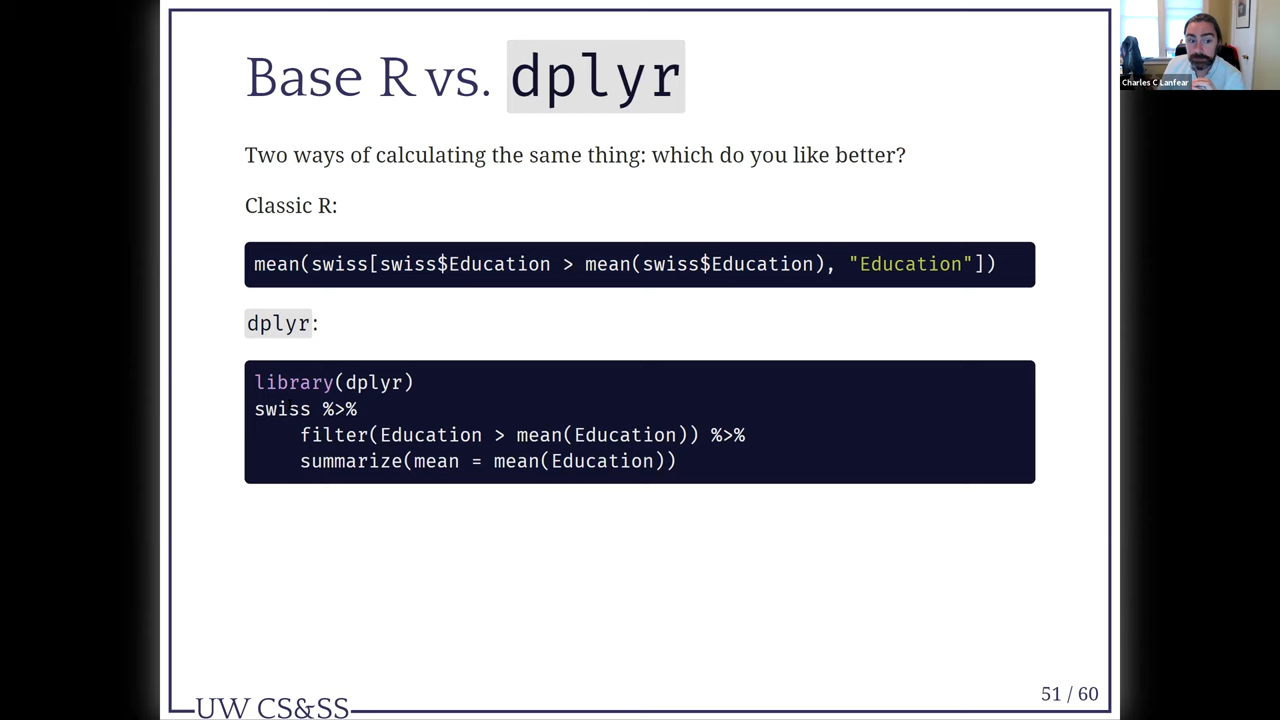 Base R vs. dplyr
Two ways of calculating the same thing: which do you like better?
Classic R:
mean(swiss[swiss$Education > mean(swiss$Education), "Education"])
dplyr:
library(dplyr)
swiss %>%
    filter(Education > mean(Education)) %>%
    summarize(mean = mean(Education))
51 / 60
UW CS&SS
Charles C Lanfear